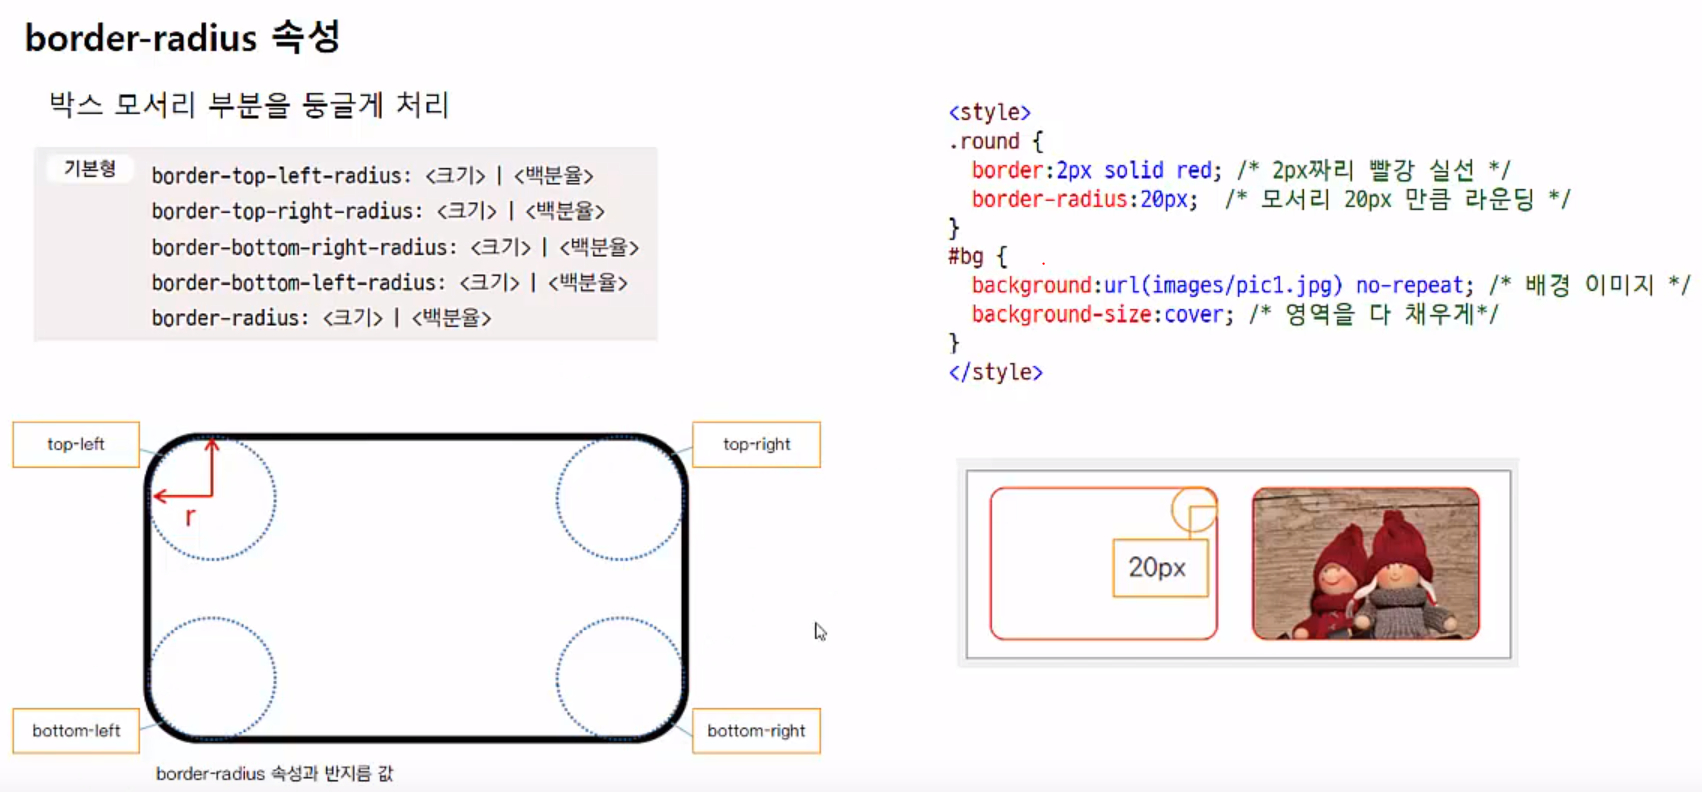 border-radius 속성
박스 모서리 부분을 둥글게 처리
기본형
border-top-left-radius: <크기> | <백분율>
border-top-right-radius: <크기> | <백분율>
border-bottom-right-radius: <크기> | <백분율>
border-bottom-left-radius: <크기> | <백분율>
border-radius: <크기> | <백분율>
top-left
top-right
r
bottom-left
bottom-right
border-radius 속성과 반지름 값
<style>
.round {
border:2px solid red; /* 2px짜리 빨강 실선 */
border-radius:20px; /* 모서리 20px 만큼 라운딩 */
}
#bg {
background:url(images/pic1.jpg) no-repeat; /* 배경 이미지 */
background-size:cover; /* 영역을 다 채우게*/
}
</style>
20px